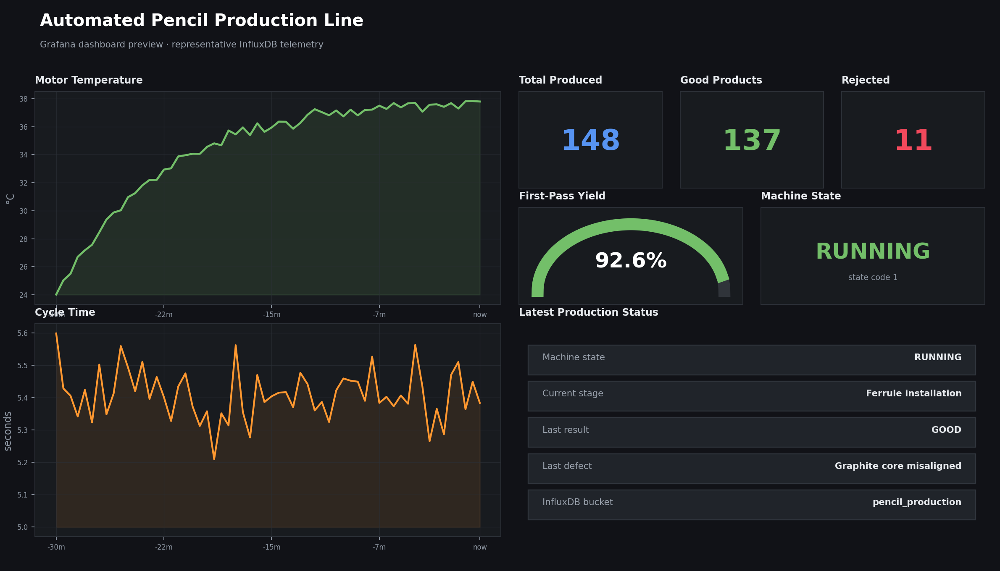 Automated Pencil Production Line
Grafana dashboard preview · representative InfluxDB telemetry
Motor Temperature
°C
38
36
34
32
30
28
26
24
-30m
-22m
-15m
-7m
now
Total Produced
148
Good Products
137
Rejected
11
First-Pass Yield
92.6%
Machine State
RUNNING
state code 1
Cycle Time
seconds
5.6
5.5
5.4
5.3
5.2
5.1
5.0
-30m
-22m
-15m
-7m
now
Latest Production Status
Machine state RUNNING
Current stage Ferrule installation
Last result GOOD
Last defect Graphite core misaligned
InfluxDB bucket pencil_production